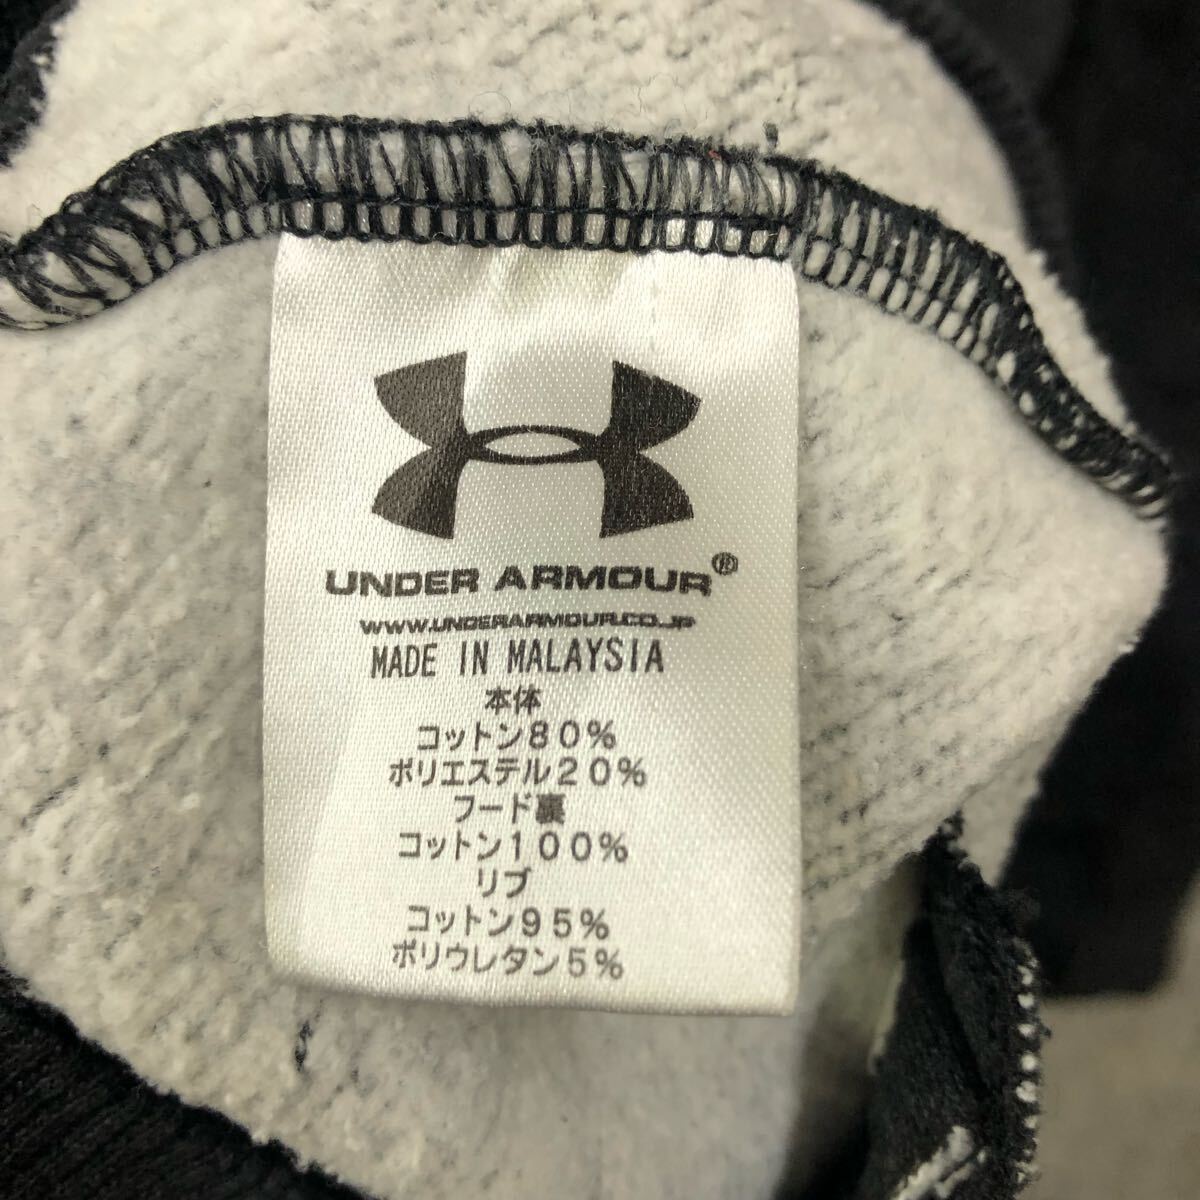 UNDER ARMOUR®
WWW.UNDERARMOUR.CO.JP
MADE IN MALAYSIA
本体
コットン80%
ポリエステル20%
フード裏
コットン100%
リブ
コットン95%
ポリウレタン5%